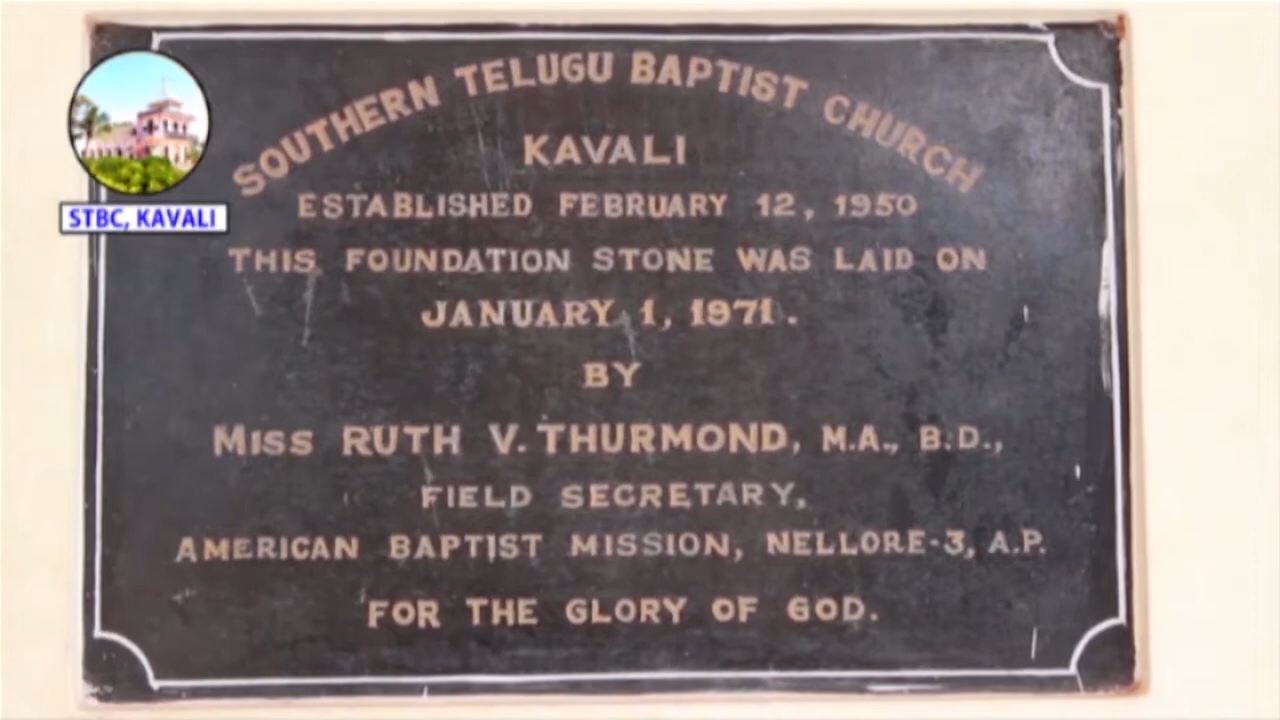 SOUTHERN TELUGU BAPTIST CHURCH
KAVALI
ESTABLISHED FEBRUARY 12, 1950
THIS FOUNDATION STONE WAS LAID ON
JANUARY 1, 1971.
BY
MISS RUTH V. THURMOND, M.A., B.D.,
FIELD SECRETARY,
AMERICAN BAPTIST MISSION, NELLORE-3, A.P.
FOR THE GLORY OF GOD.
STBC, KAVALI